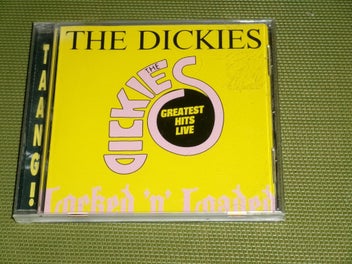 THE DICKIES
TAANG!
THE
DICKIES
GREATEST
HITS
LIVE
Locked 'n' Loaded